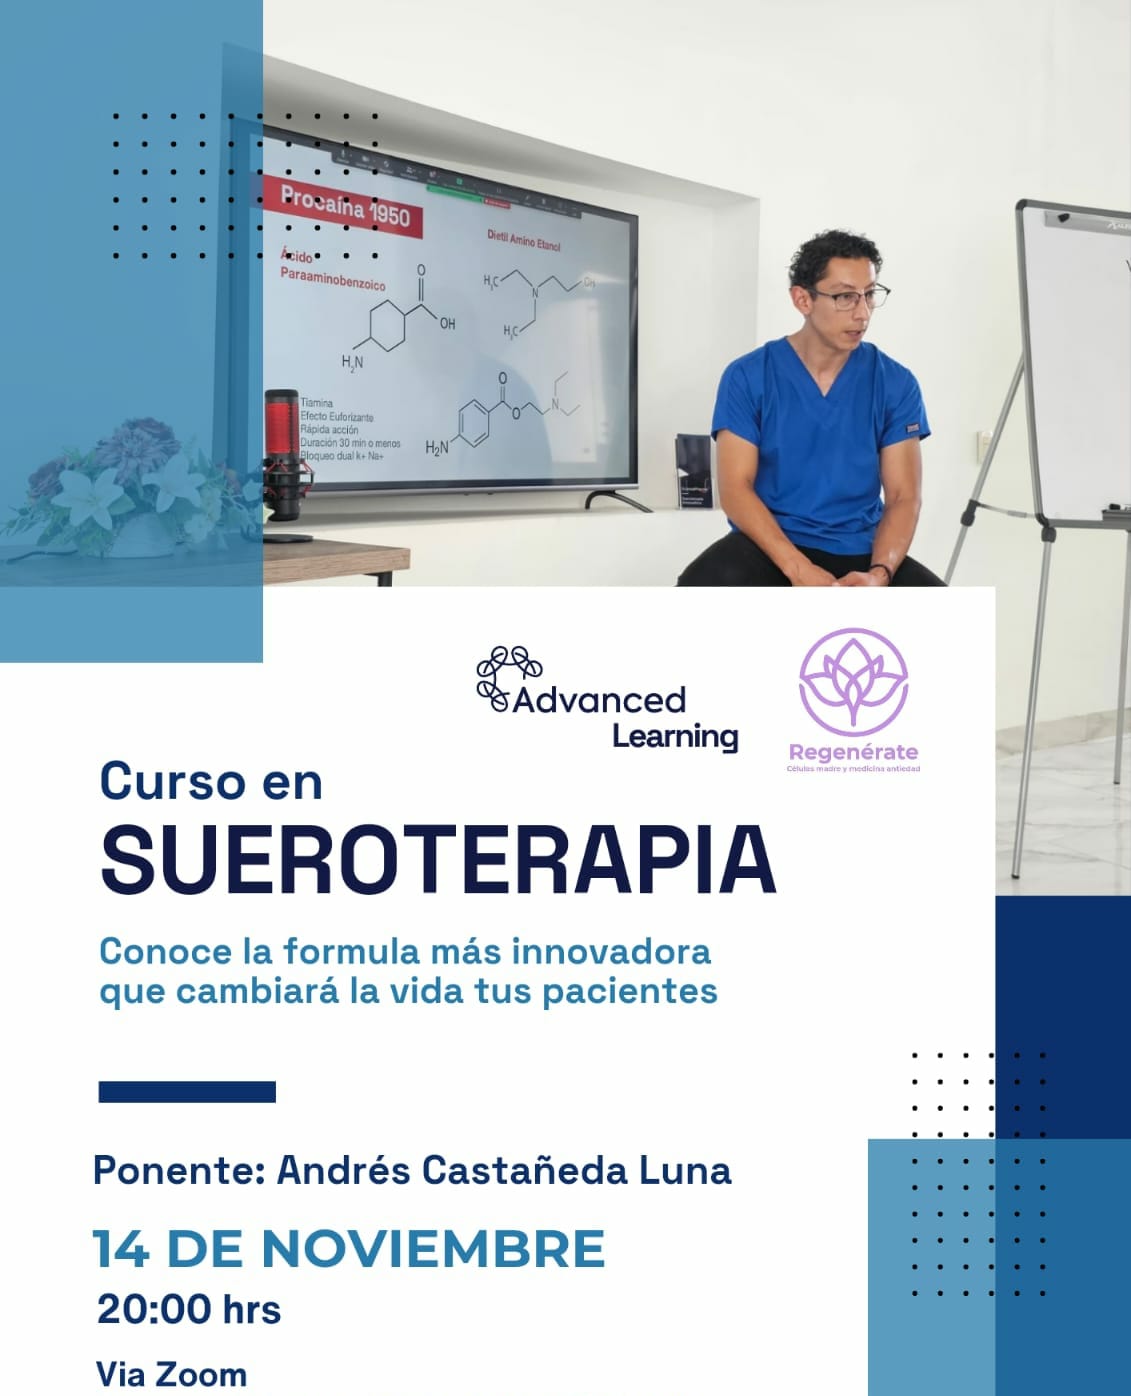 Procaína 1950
Ácido
Paraaminobenzoico
Dietil Amino Etanol
O
OH
H₂N
H₃C
N
H₃C
O
O
N
H₂N
Tiamina
Efecto Euforizante
Rápida acción
Duración 30 min o menos
Bloqueo dual k+ Na+
Advanced
Learning
Regenérate
Células madre y medicina antiedad
Curso en
SUEROTERAPIA
Conoce la formula más innovadora
que cambiará la vida tus pacientes
Ponente: Andrés Castañeda Luna
14 DE NOVIEMBRE
20:00 hrs
Via Zoom